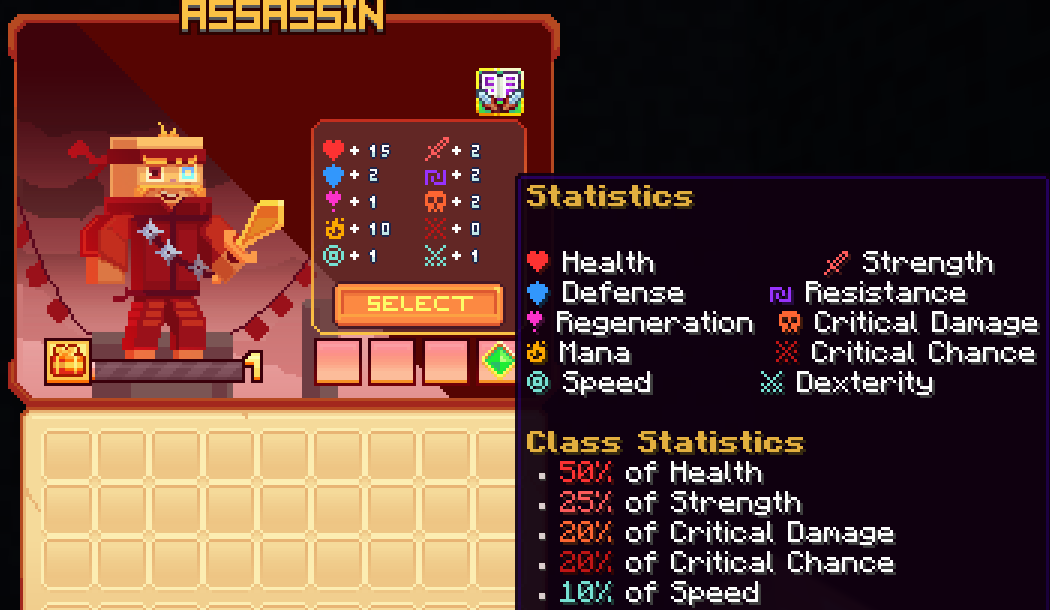 ASSASSIN
+ 15 + 2
+ 2 + 2
+ 1 + 2
+ 10 + 0
+ 1 + 1
SELECT
1
Statistics
Health Strength
Defense Resistance
Regeneration Critical Damage
Mana Critical Chance
Speed Dexterity
Class Statistics
▪ 50% of Health
▪ 25% of Strength
▪ 20% of Critical Damage
▪ 20% of Critical Chance
▪ 10% of Speed